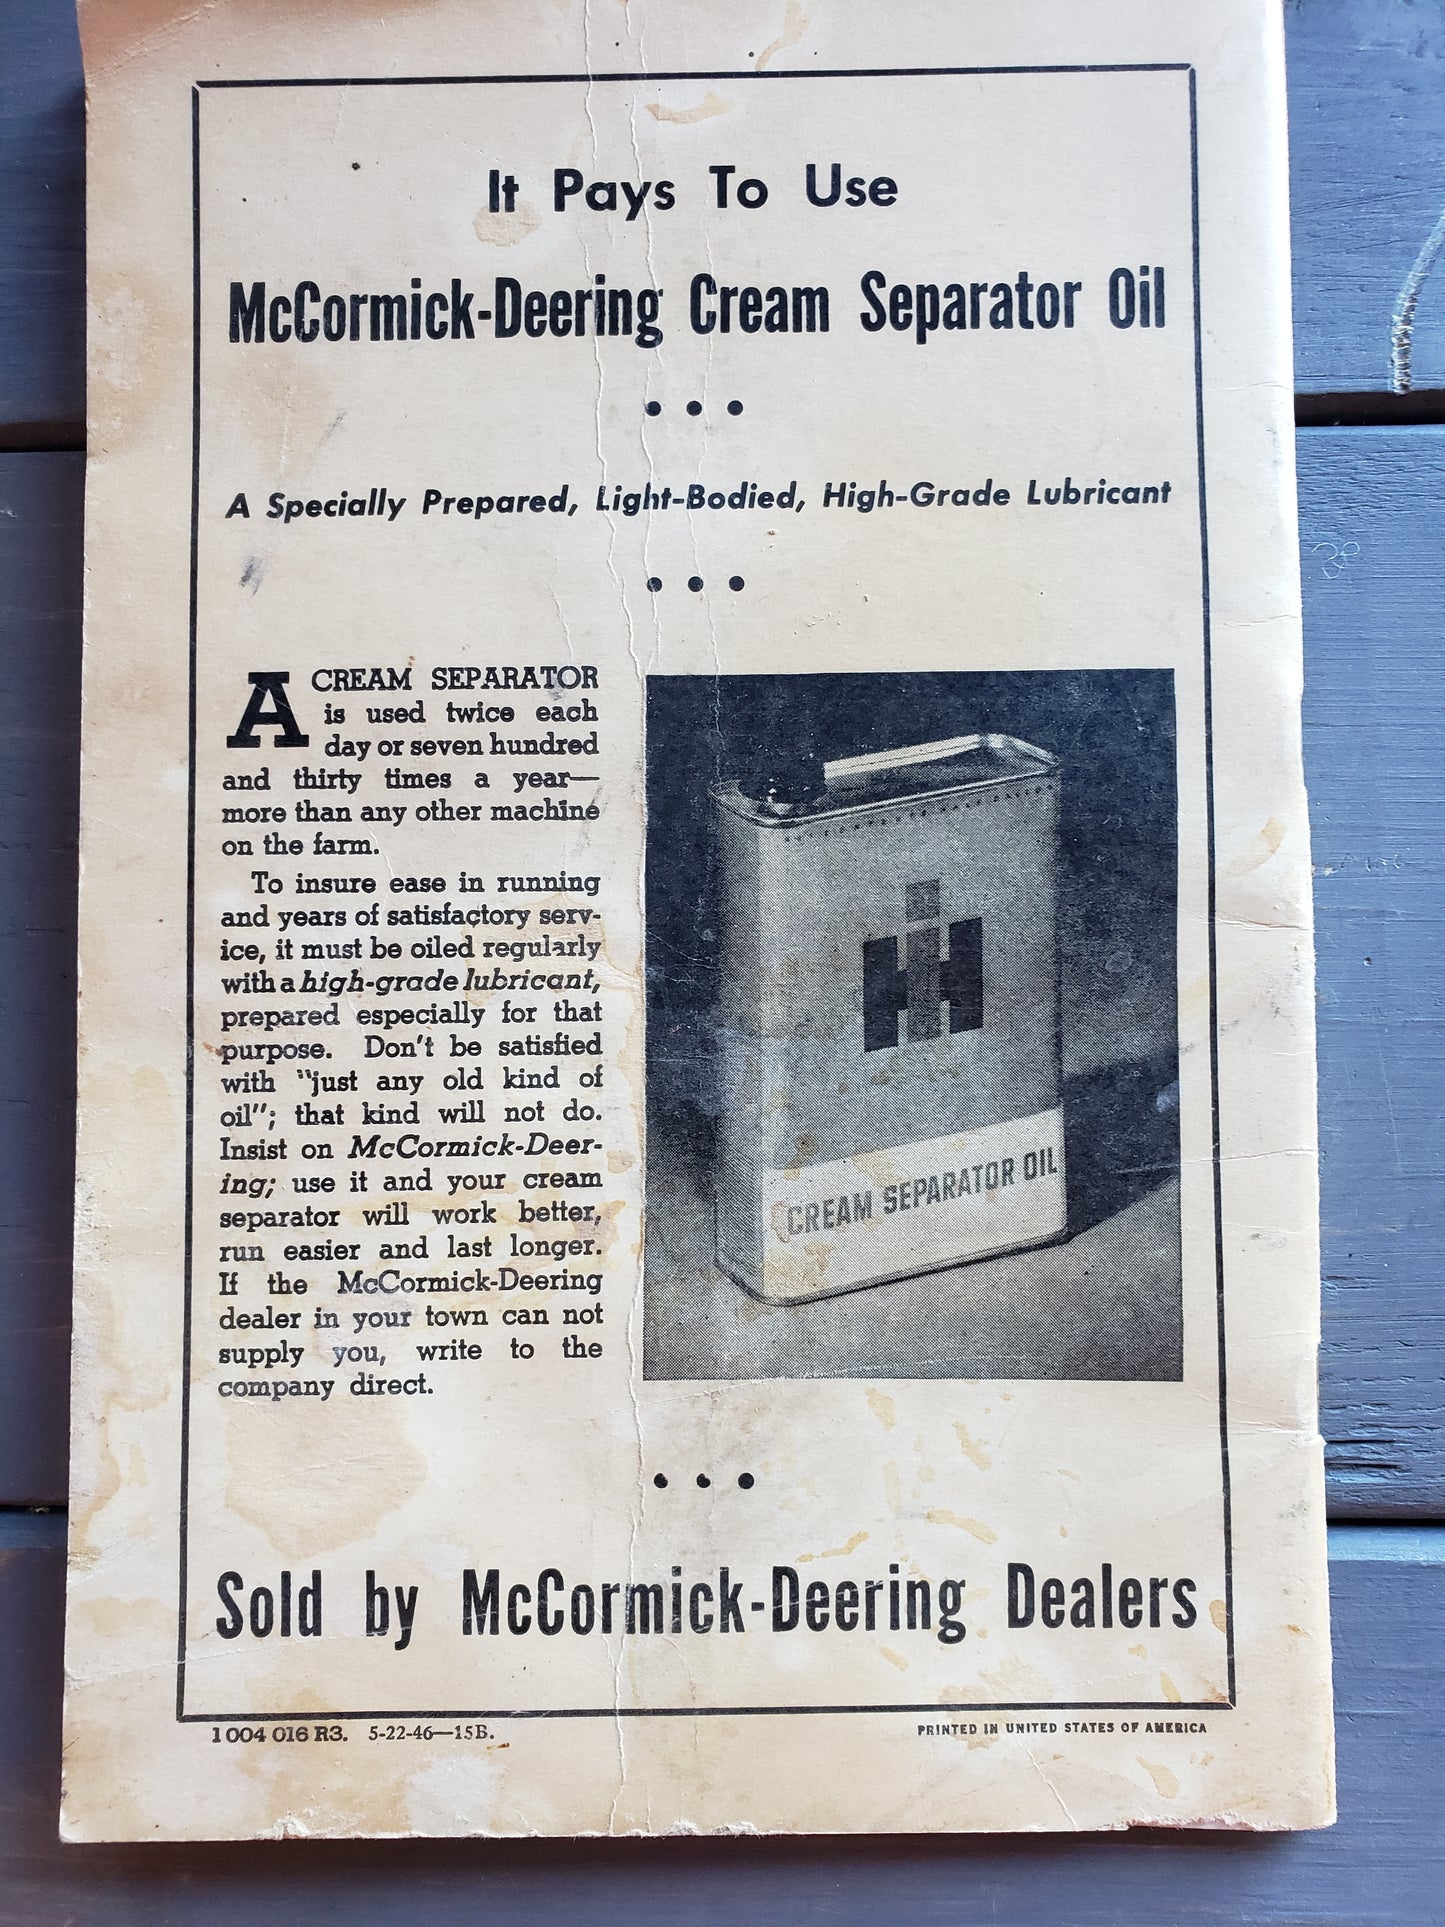 It Pays To Use
McCormick-Deering Cream Separator Oil
• • •
A Specially Prepared, Light-Bodied, High-Grade Lubricant
• • •
A CREAM SEPARATOR
is used twice each
day or seven hundred
and thirty times a year—
more than any other machine
on the farm.
To insure ease in running
and years of satisfactory serv-
ice, it must be oiled regularly
with a high-grade lubricant,
prepared especially for that
purpose. Don't be satisfied
with "just any old kind of
oil"; that kind will not do.
Insist on McCormick-Deer-
ing; use it and your cream
separator will work better,
run easier and last longer.
If the McCormick-Deering
dealer in your town can not
supply you, write to the
company direct.
IH
CREAM SEPARATOR OIL
• • •
Sold by McCormick-Deering Dealers
1 004 016 R3. 5-22-46—15B.
PRINTED IN UNITED STATES OF AMERICA